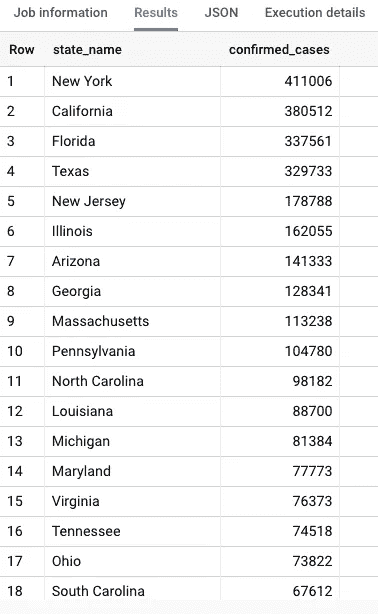 Job information Results JSON Execution details
Row state_name confirmed_cases
1 New York 411006
2 California 380512
3 Florida 337561
4 Texas 329733
5 New Jersey 178788
6 Illinois 162055
7 Arizona 141333
8 Georgia 128341
9 Massachusetts 113238
10 Pennsylvania 104780
11 North Carolina 98182
12 Louisiana 88700
13 Michigan 81384
14 Maryland 77773
15 Virginia 76373
16 Tennessee 74518
17 Ohio 73822
18 South Carolina 67612